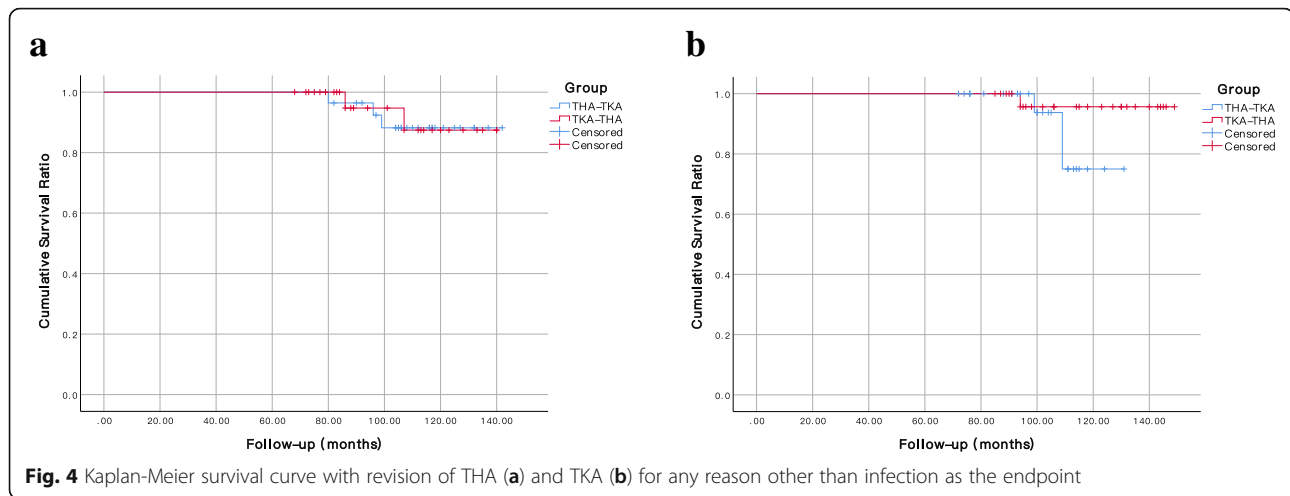 a
Group
THA-TKA
TKA-THA
Censored
Censored
Cumulative Survival Ratio
1.0
0.8
0.6
0.4
0.2
0.0
.00 20.00 40.00 60.00 80.00 100.00 120.00 140.00
Follow-up (months)
b
Group
THA-TKA
TKA-THA
Censored
Censored
Cumulative Survival Ratio
1.0
0.8
0.6
0.4
0.2
0.0
.00 20.00 40.00 60.00 80.00 100.00 120.00 140.00
Follow-up (months)
Fig. 4 Kaplan-Meier survival curve with revision of THA (a) and TKA (b) for any reason other than infection as the endpoint